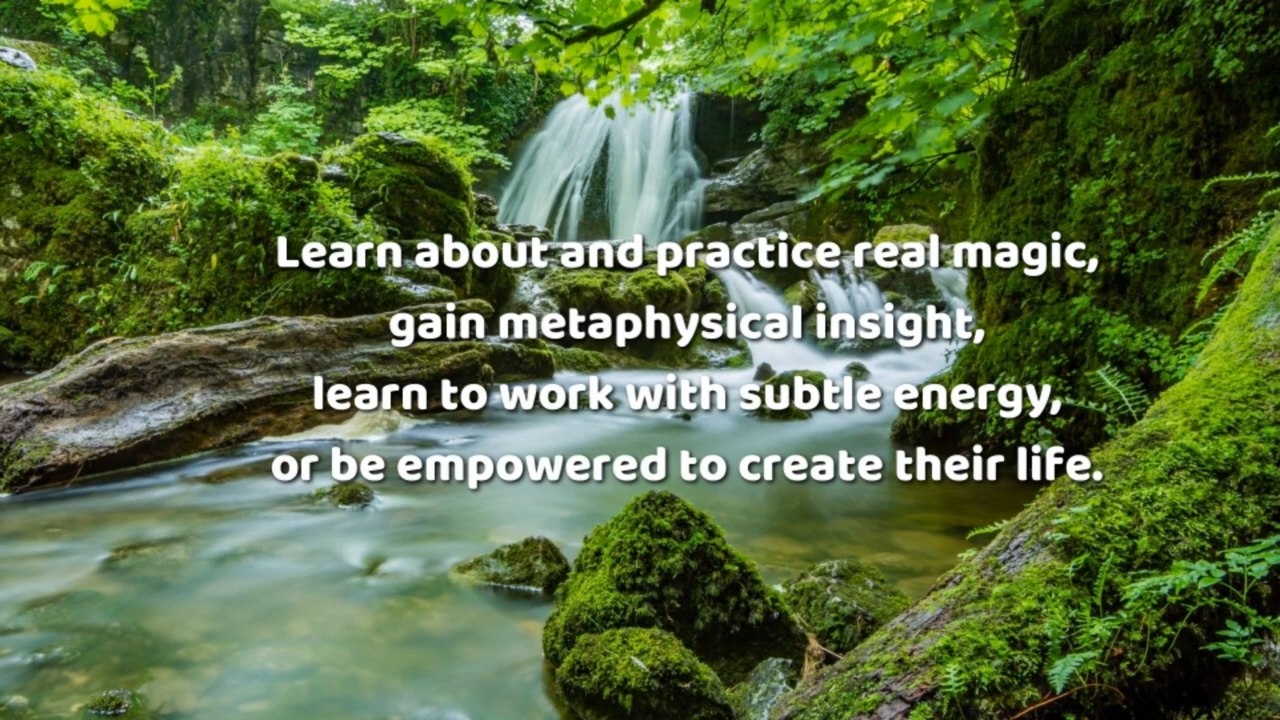 Learn about and practice real magic,
gain metaphysical insight,
learn to work with subtle energy,
or be empowered to create their life.